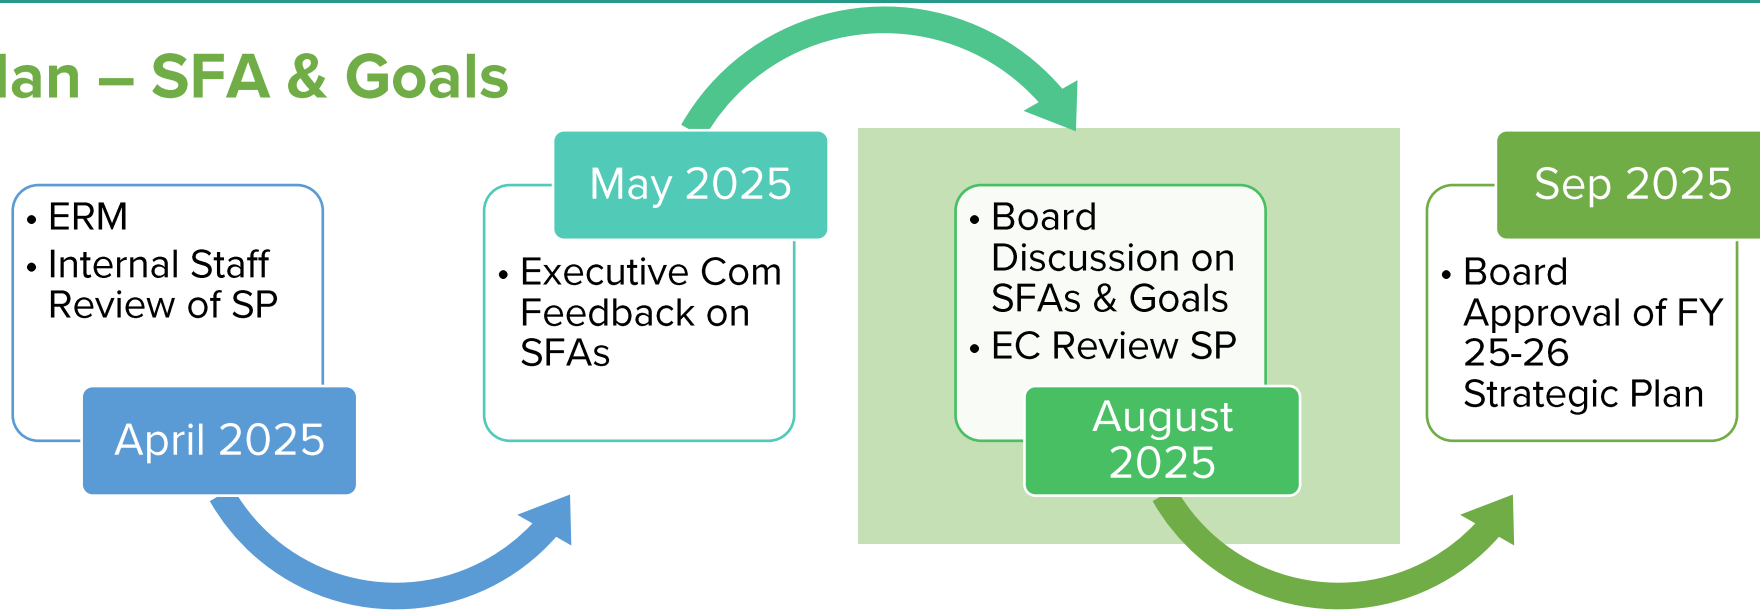 lan – SFA & Goals
• ERM
• Internal Staff
Review of SP
April 2025
May 2025
• Executive Com
Feedback on
SFAs
• Board
Discussion on
SFAs & Goals
• EC Review SP
August
2025
Sep 2025
• Board
Approval of FY
25-26
Strategic Plan